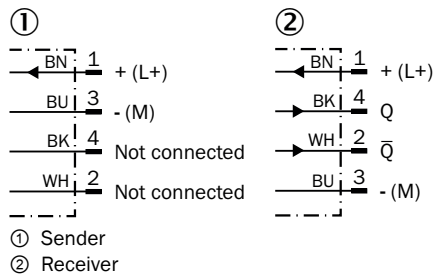 ①
BN 1 + (L+)
BU 3 - (M)
BK 4 Not connected
WH 2 Not connected
②
BN 1 + (L+)
BK 4 Q
WH 2 Q̅
BU 3 - (M)
① Sender
② Receiver